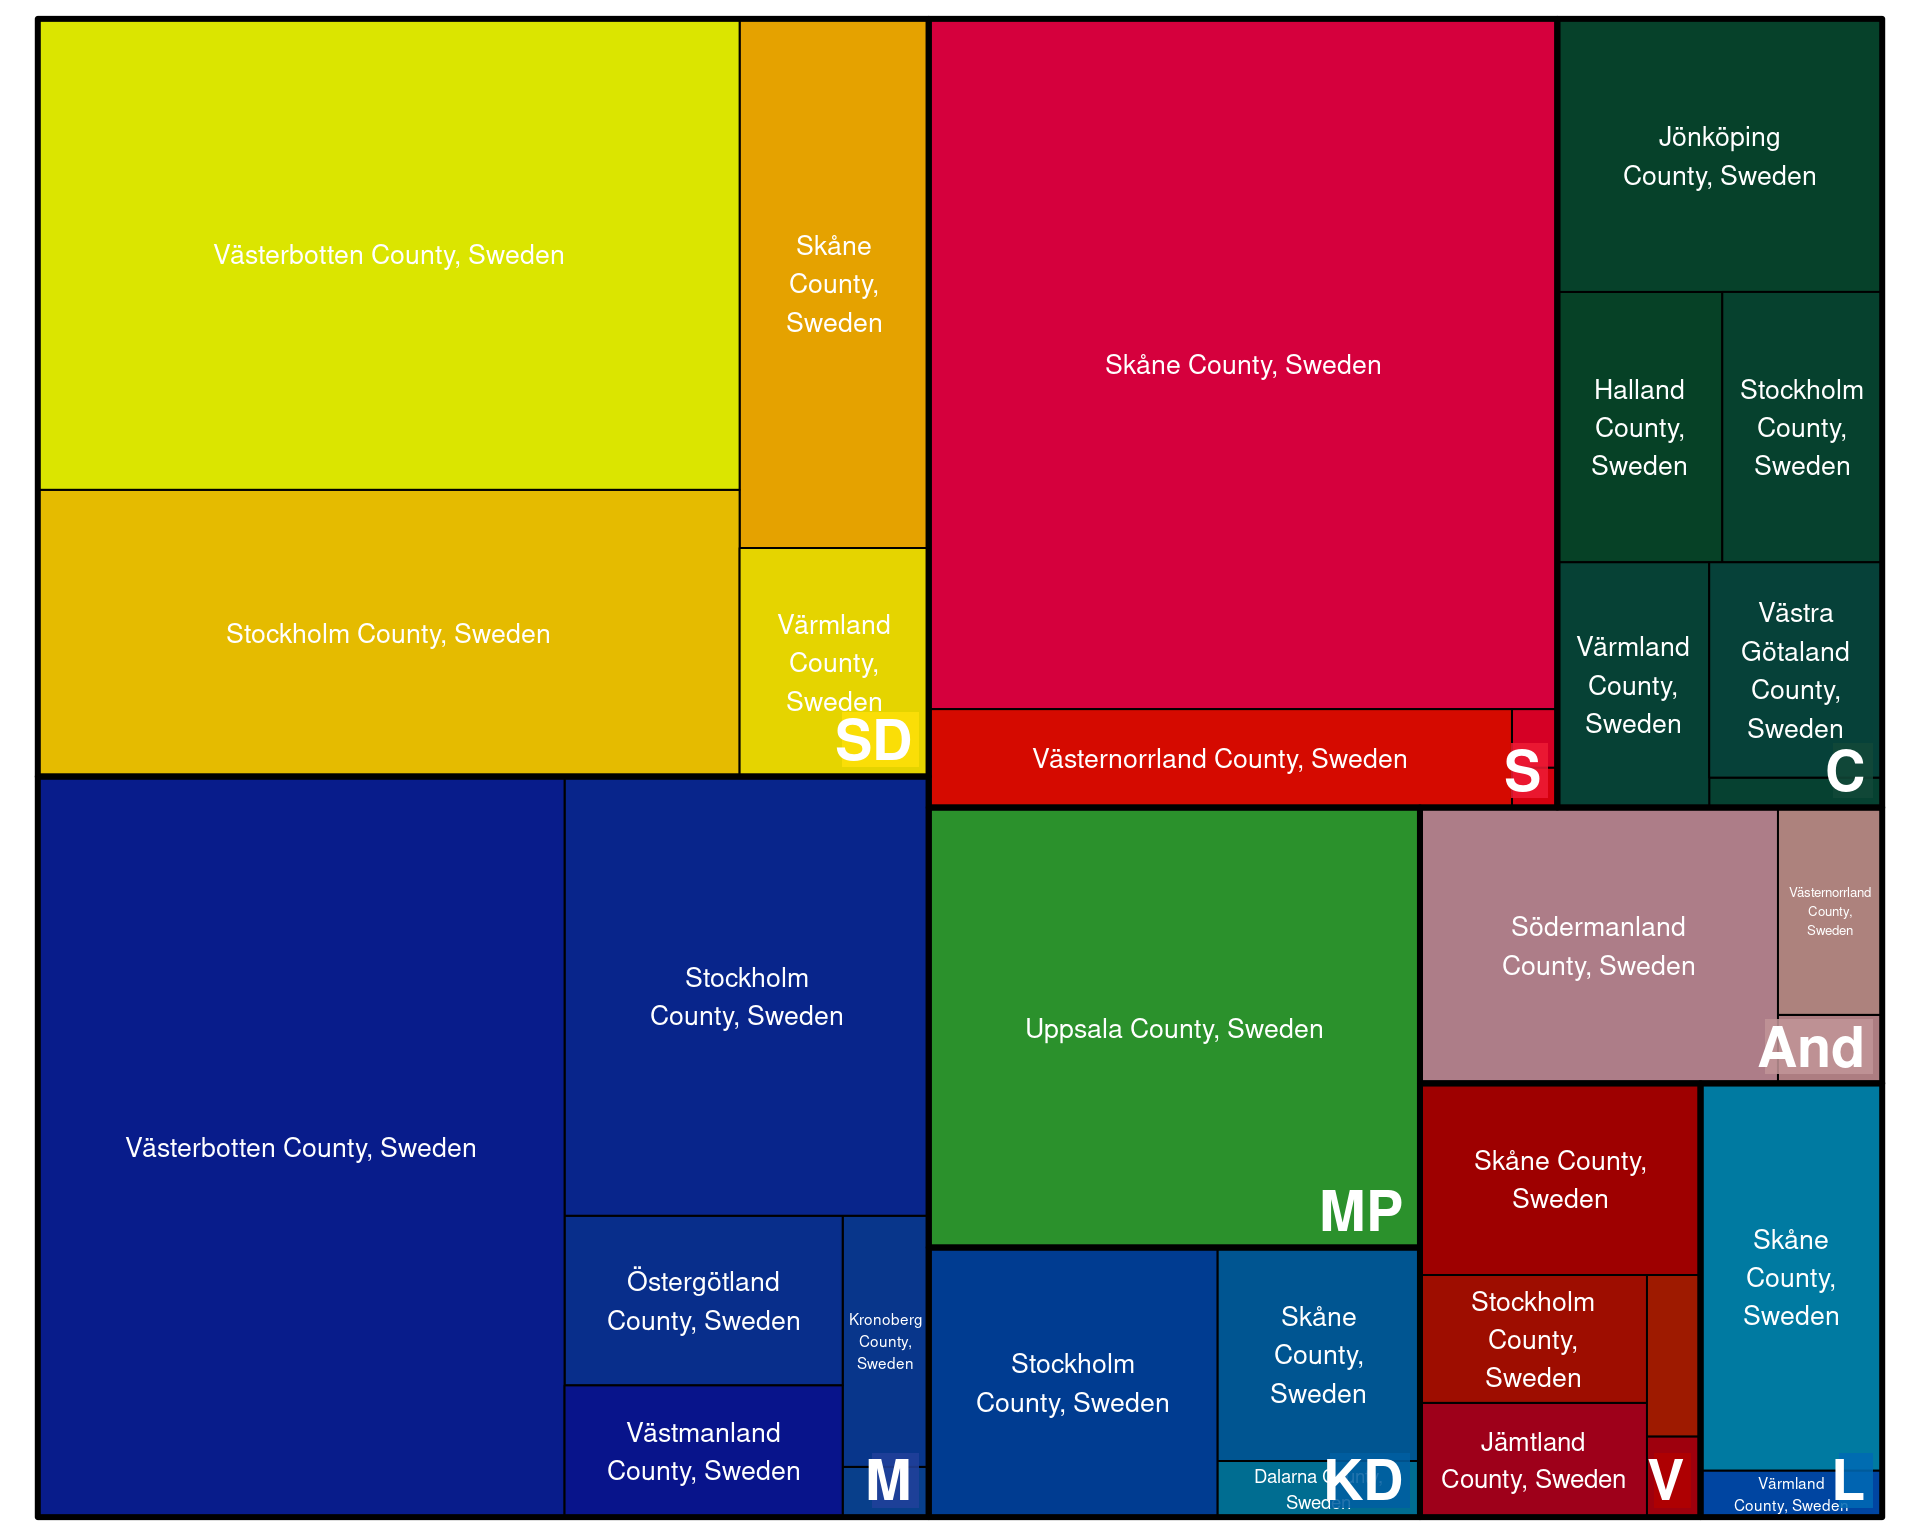 Västerbotten County, Sweden
Skåne
County,
Sweden
Stockholm County, Sweden
Värmland
County,
Sweden
SD
Skåne County, Sweden
Västernorrland County, Sweden
S
Jönköping
County, Sweden
Halland
County,
Sweden
Stockholm
County,
Sweden
Värmland
County,
Sweden
Västra
Götaland
County,
Sweden
C
Västerbotten County, Sweden
Stockholm
County, Sweden
Östergötland
County, Sweden
Kronoberg
County,
Sweden
Västmanland
County, Sweden
M
Uppsala County, Sweden
MP
Södermanland
County, Sweden
Västernorrland
County,
Sweden
And
Stockholm
County, Sweden
Skåne
County,
Sweden
Dalarna County,
Sweden
KD
Skåne County,
Sweden
Stockholm
County,
Sweden
Jämtland
County, Sweden
V
Skåne
County,
Sweden
Värmland
County, Sweden
L